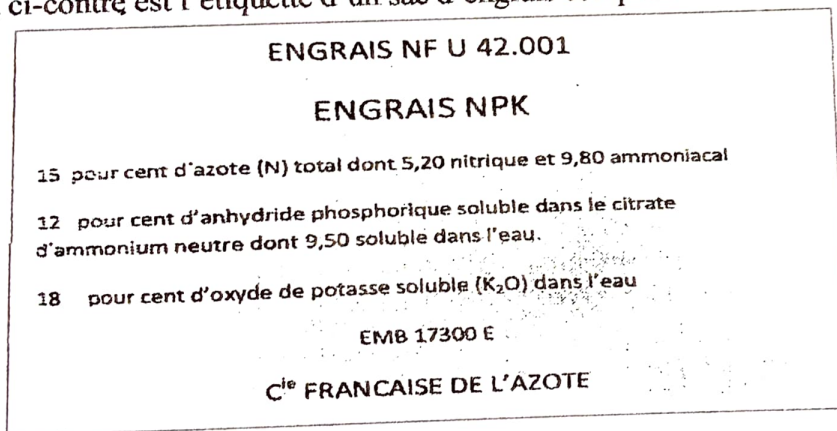 ci-contre est l'étiquette d'un sac d'engrais
ENGRAIS NF U 42.001
ENGRAIS NPK
15 pour cent d'azote (N) total dont 5,20 nitrique et 9,80 ammoniacal
12 pour cent d'anhydride phosphorique soluble dans le citrate
d'ammonium neutre dont 9,50 soluble dans l'eau.
18 pour cent d'oxyde de potasse soluble (K₂O) dans l'eau
EMB 17300 E
Cie FRANCAISE DE L'AZOTE